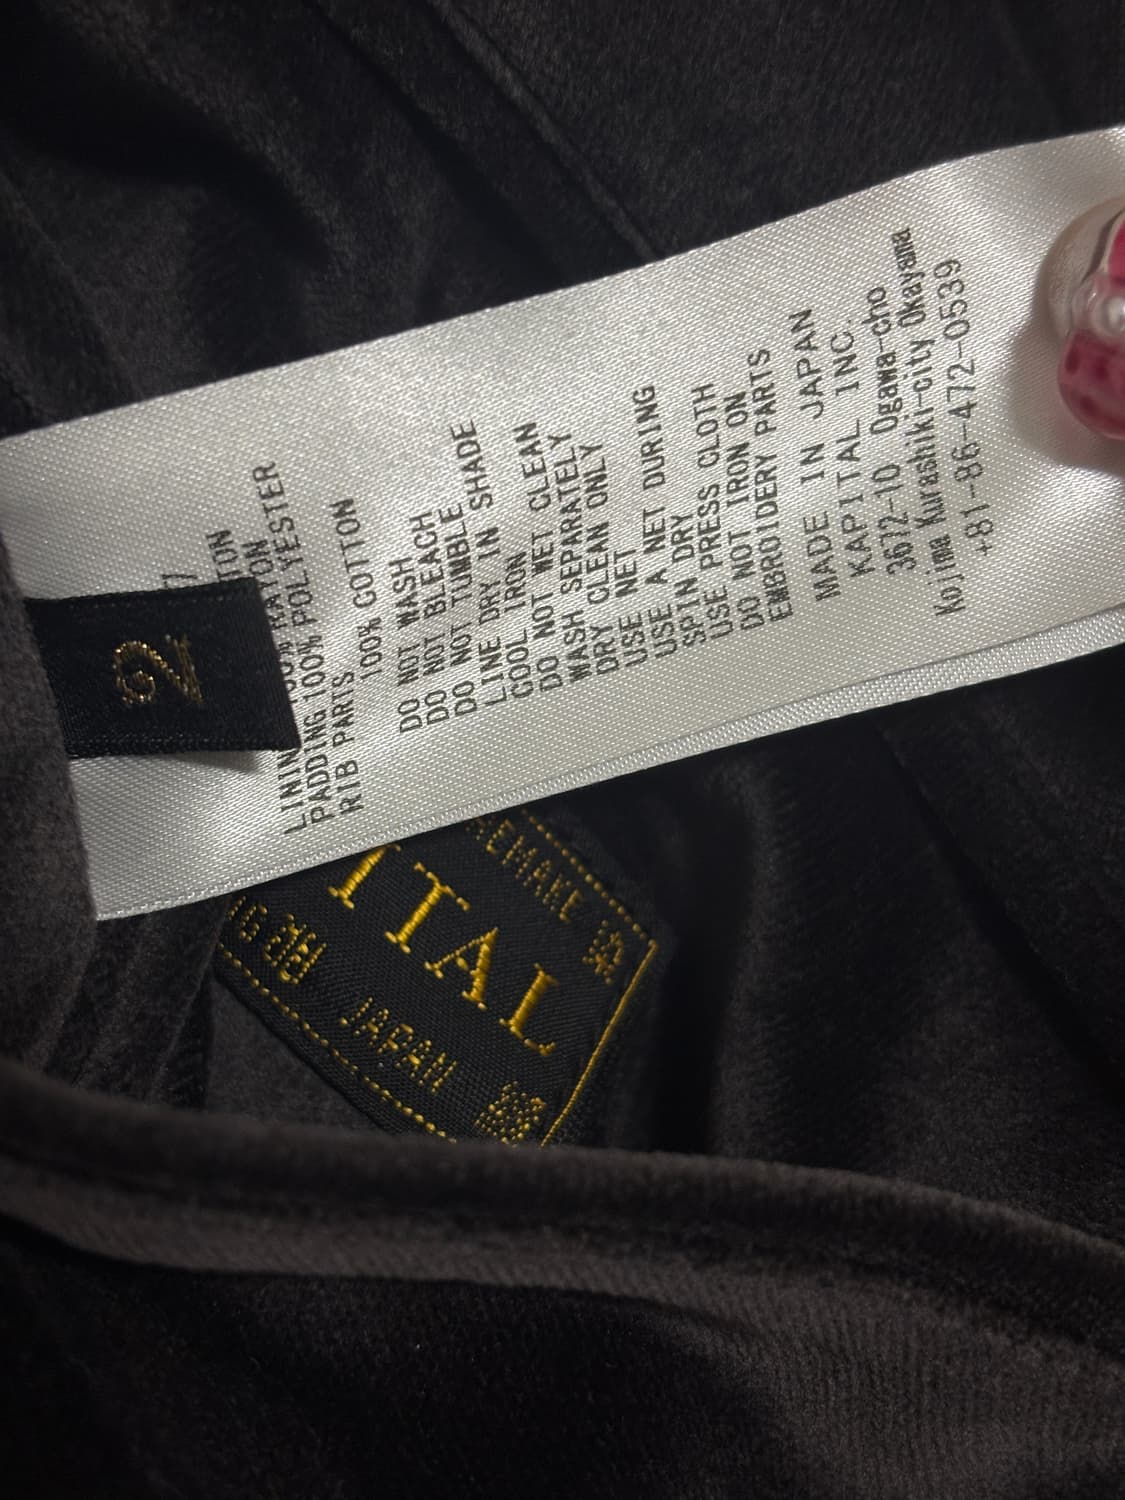 2
100% RAYON
PADDING 100% POLYESTER
RIB PARTS
100% COTTON
DO NOT WASH
DO NOT BLEACH
DO NOT TUMBLE
LINE DRY IN SHADE
COOL IRON
DO NOT WET CLEAN
WASH SEPARATELY
DRY CLEAN ONLY
USE NET
USE A NET DURING
SPIN DRY
USE PRESS CLOTH
DO NOT IRON ON
EMBROIDERY PARTS
MADE IN JAPAN
KAPITAL INC.
3672-10 Ogawa-cho
Kojima Kurashiki-city Okayama
+81-86-472-0539
REMAKE
ITAL
JAPAN